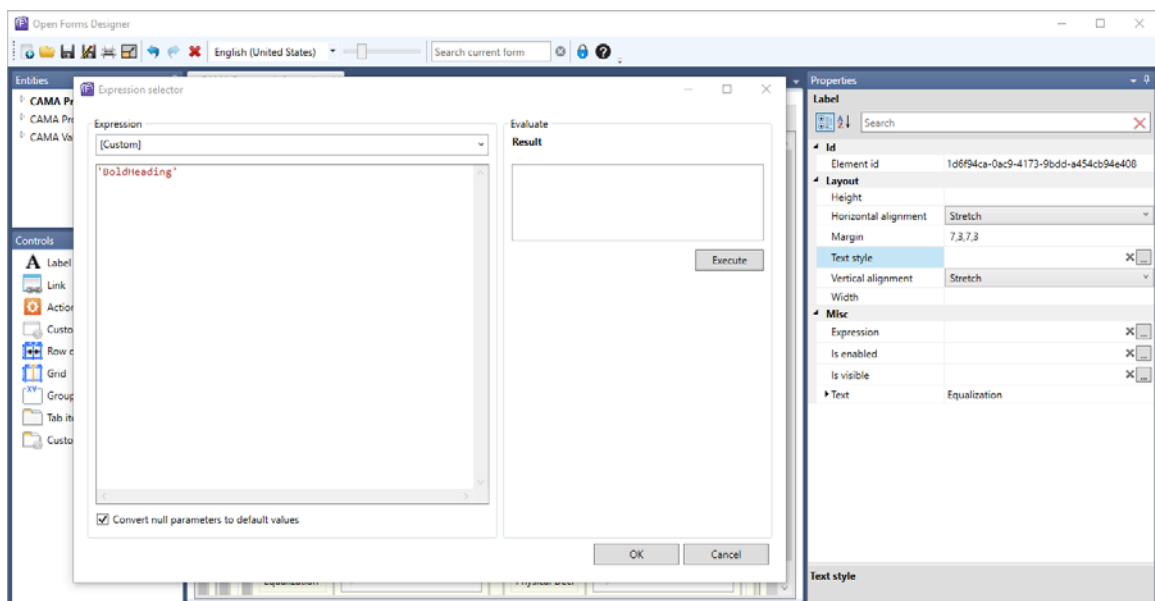 Open Forms Designer
English (United States)
Search current form
Entities
CAMA Pr
CAMA Pro
CAMA Va
Controls
Label
Link
Action
Custo
Row c
Grid
Group
Tab ite
Custo
Expression selector
Expression
[Custom]
'BoldHeading'
Convert null parameters to default values
Evaluate
Result
Execute
OK
Cancel
Equalization
Properties
Label
Search
Id
Element id 1d6f94ca-0ac9-4173-9bdd-a454cb94e408
Layout
Height
Horizontal alignment Stretch
Margin 7,3,7,3
Text style
Vertical alignment Stretch
Width
Misc
Expression
Is enabled
Is visible
Text Equalization
Text style